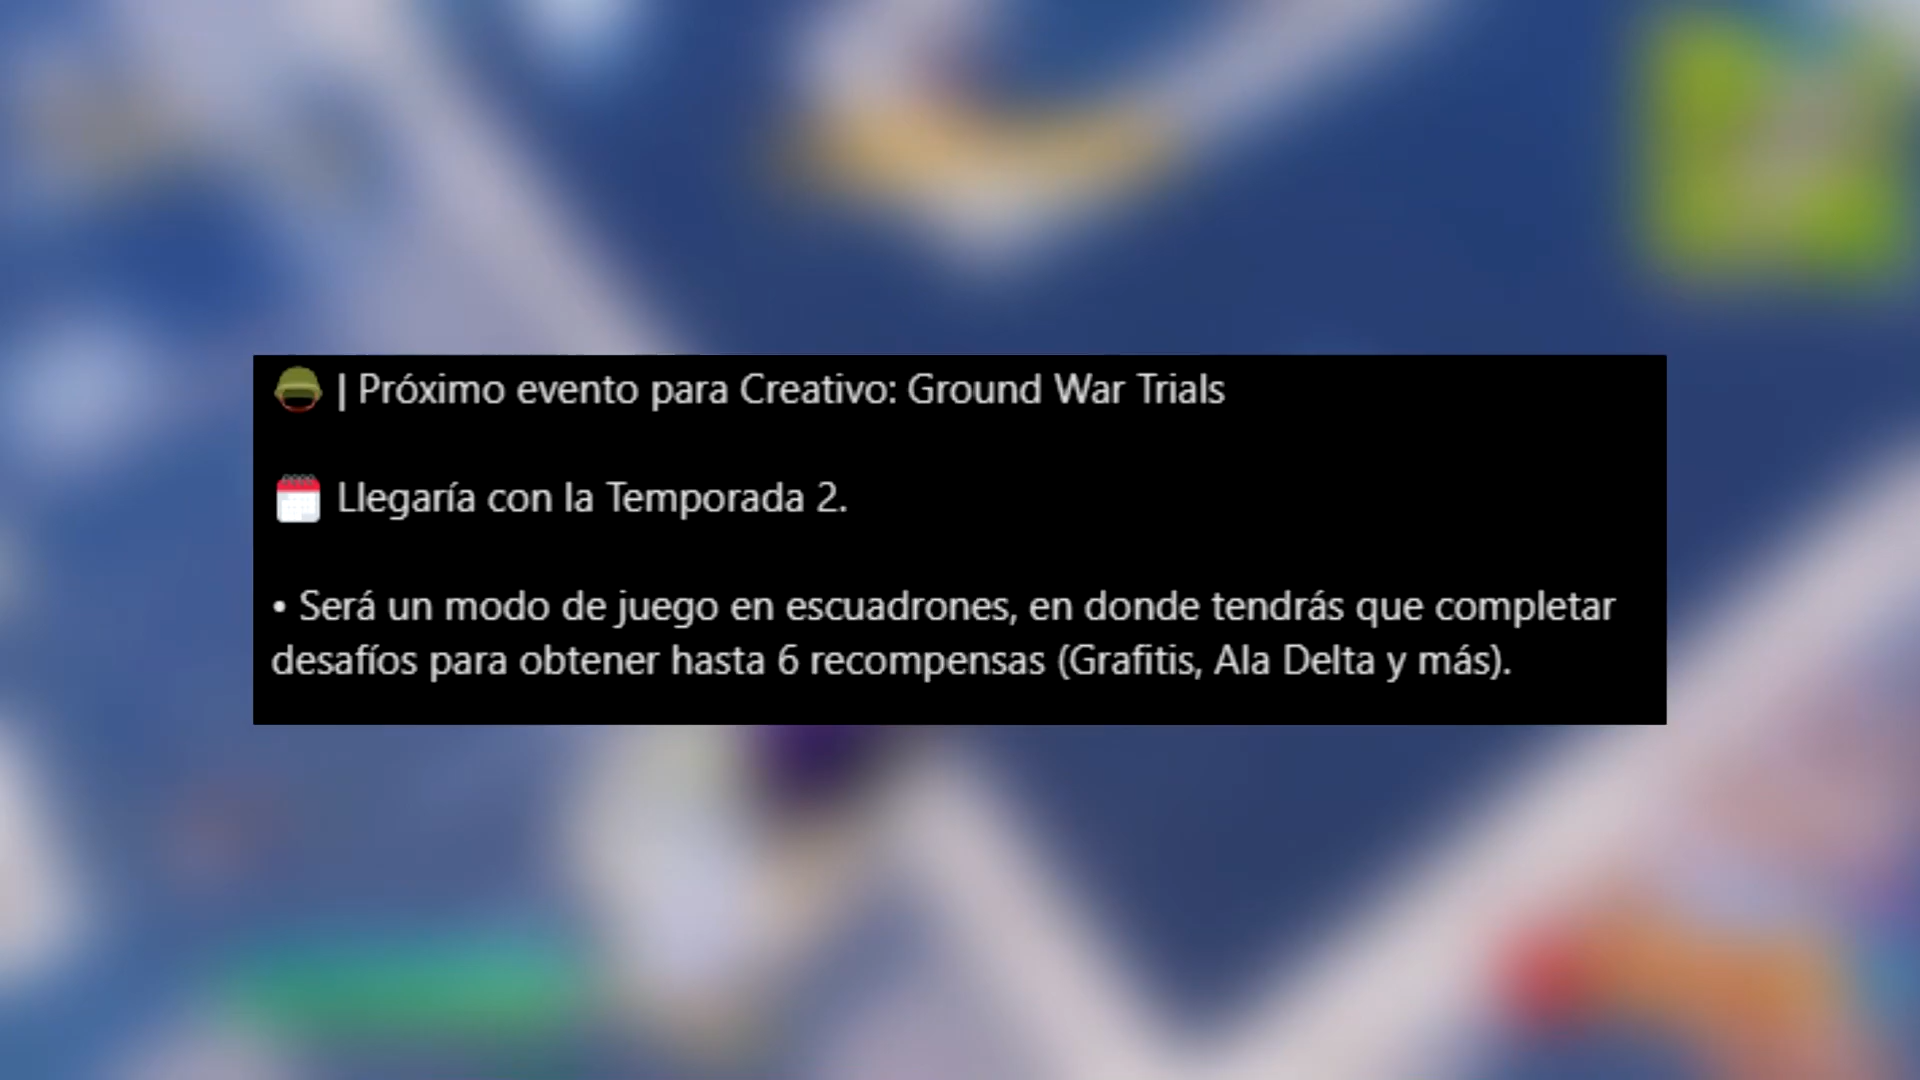 🪖 | Próximo evento para Creativo: Ground War Trials
🗓️ Llegaría con la Temporada 2.
• Será un modo de juego en escuadrones, en donde tendrás que completar
desafíos para obtener hasta 6 recompensas (Grafitis, Ala Delta y más).